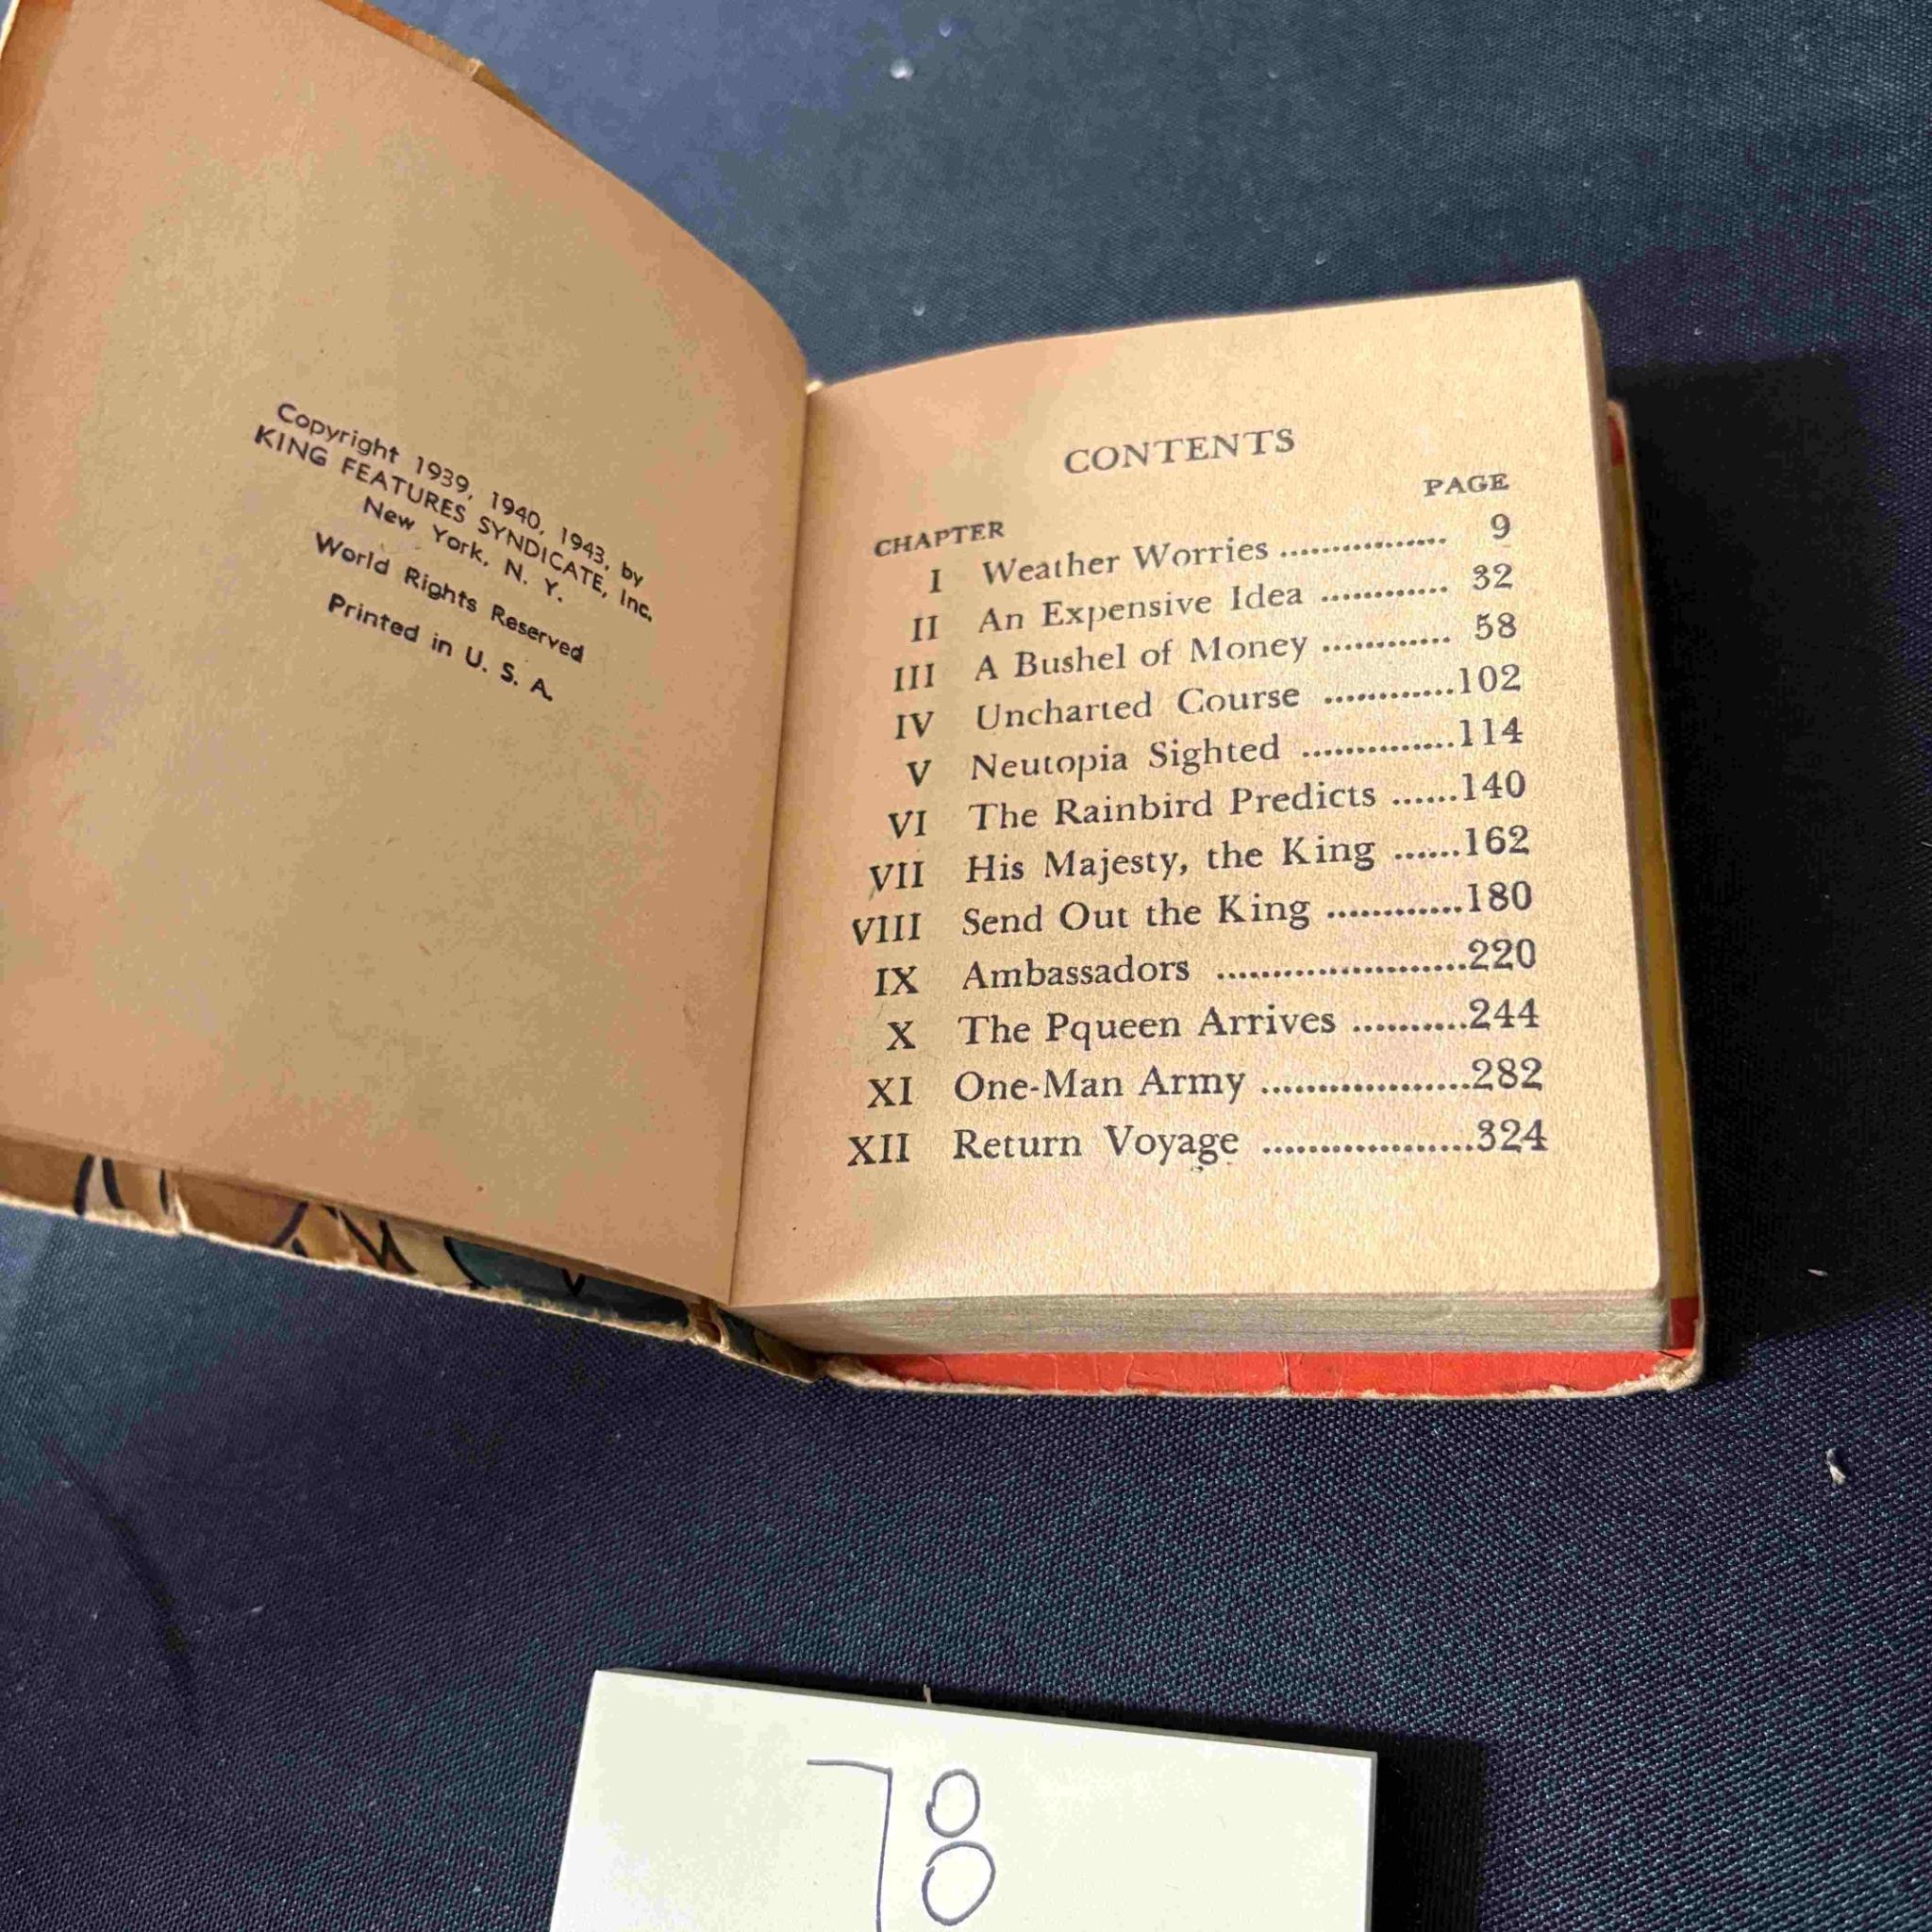 Copyright 1939, 1940, 1943, by
KING FEATURES SYNDICATE, Inc.
New York, N. Y.
World Rights Reserved
Printed in U. S. A.
CONTENTS
CHAPTER PAGE
I Weather Worries ................ 9
II An Expensive Idea ............ 32
III A Bushel of Money ............ 58
IV Uncharted Course ............102
V Neutopia Sighted ..............114
VI The Rainbird Predicts ......140
VII His Majesty, the King ......162
VIII Send Out the King ............180
IX Ambassadors .......................220
X The Pqueen Arrives ..........244
XI One-Man Army ...................282
XII Return Voyage ...................324
78